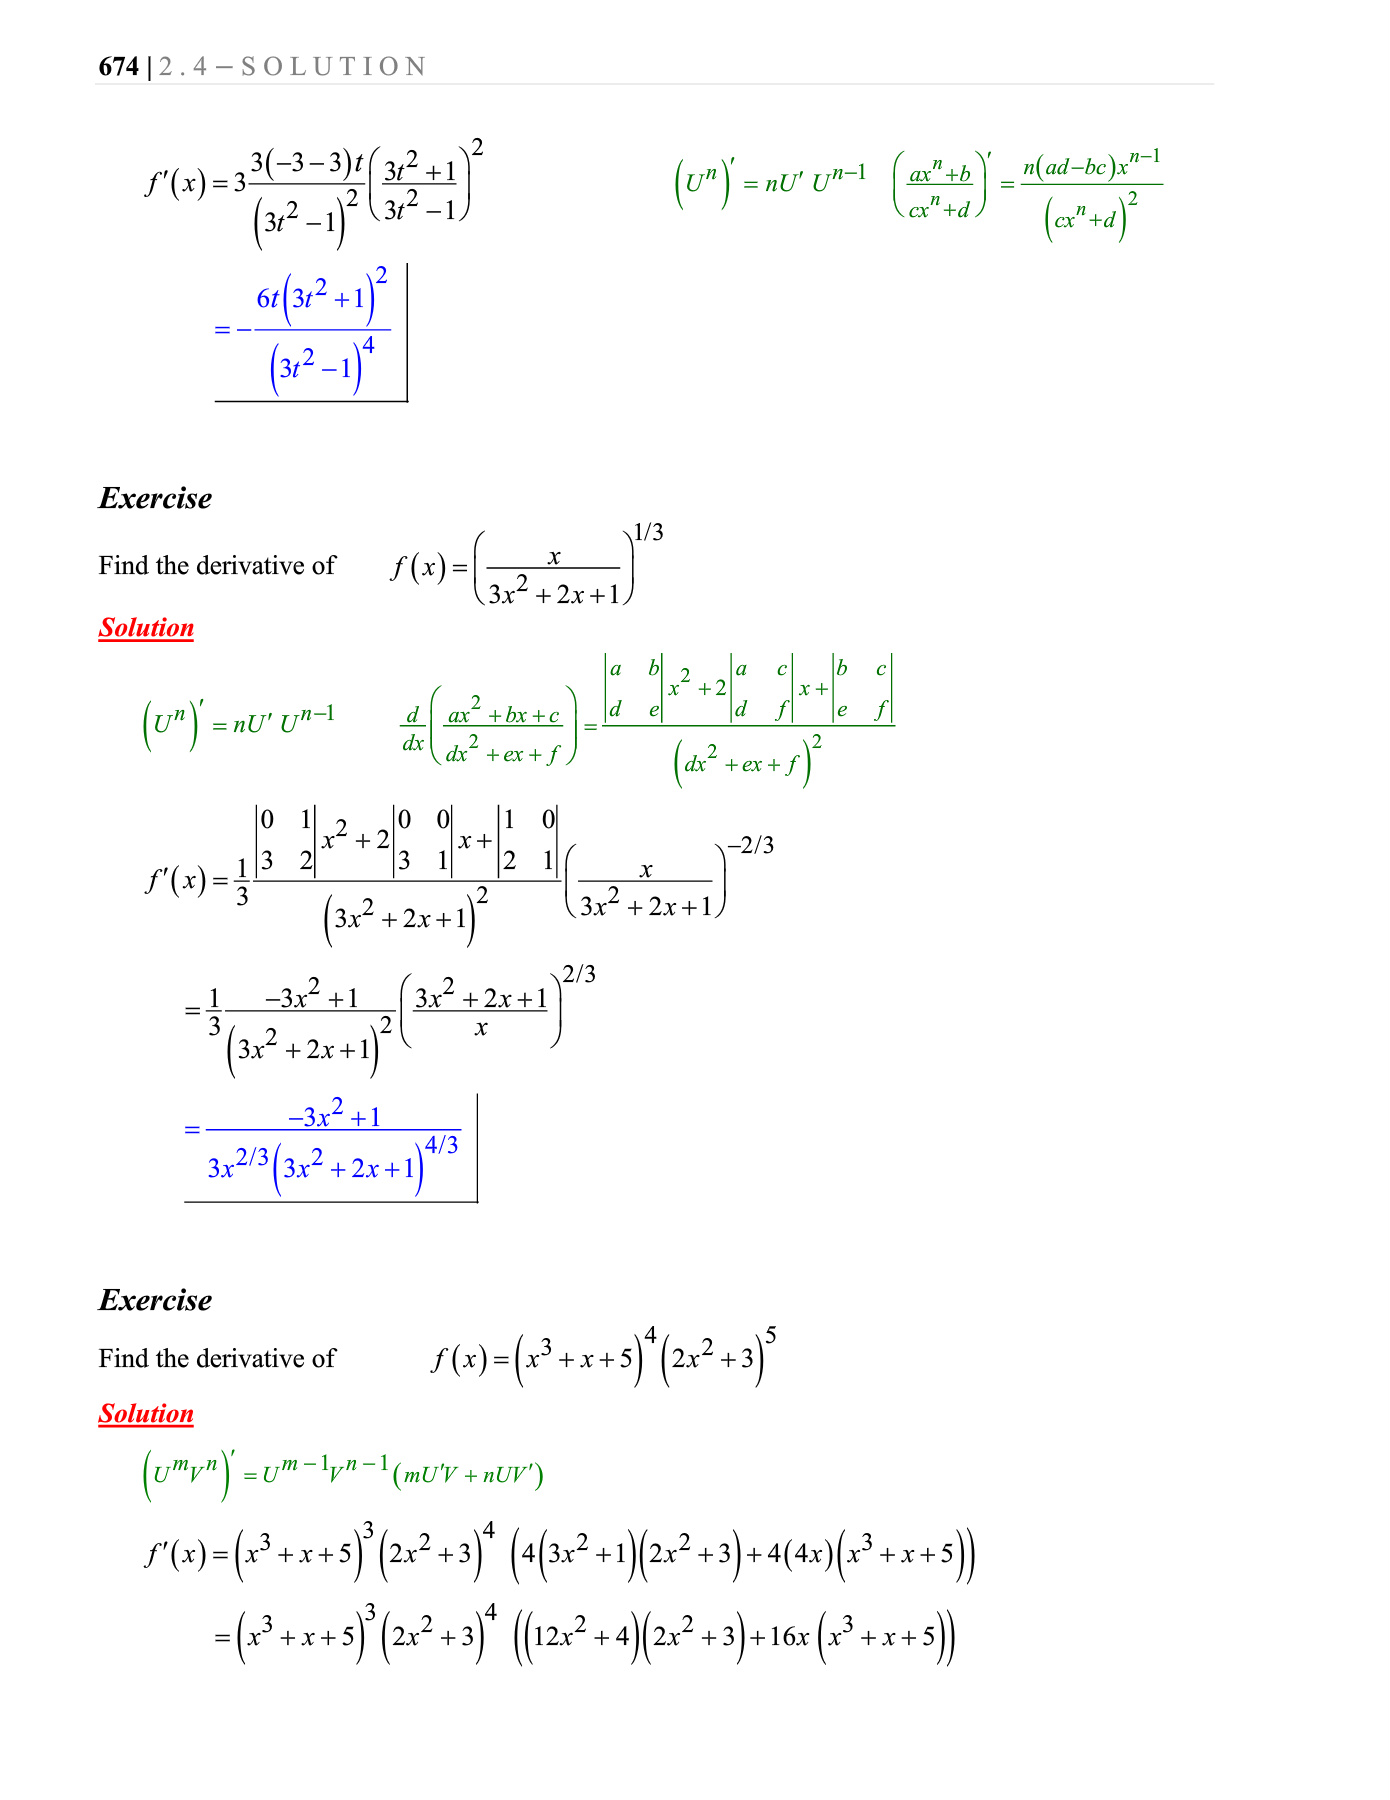 674 | 2.4 – SOLUTION
f′(x) = 3 \frac{3(−3−3)t}{(3t^2−1)^2} \left(\frac{3t^2+1}{3t^2−1}\right)^2    (U^n)′ = nU′ U^{n−1}    \left(\frac{ax^n+b}{cx^n+d}\right)′ = \frac{n(ad−bc)x^{n−1}}{(cx^n+d)^2}
= −\frac{6t(3t^2+1)^2}{(3t^2−1)^4}
Exercise
Find the derivative of    f(x) = \left(\frac{x}{3x^2+2x+1}\right)^{1/3}
Solution
(U^n)′ = nU′ U^{n−1}    \frac{d}{dx}\left(\frac{ax^2+bx+c}{dx^2+ex+f}\right) = \frac{\begin{vmatrix} a & b \\ d & e \end{vmatrix}x^2 + 2\begin{vmatrix} a & c \\ d & f \end{vmatrix}x + \begin{vmatrix} b & c \\ e & f \end{vmatrix}}{(dx^2+ex+f)^2}
f′(x) = \frac{1}{3} \frac{\begin{vmatrix} 0 & 1 \\ 3 & 2 \end{vmatrix}x^2 + 2\begin{vmatrix} 0 & 0 \\ 3 & 1 \end{vmatrix}x + \begin{vmatrix} 1 & 0 \\ 2 & 1 \end{vmatrix}}{(3x^2+2x+1)^2} \left(\frac{x}{3x^2+2x+1}\right)^{−2/3}
= \frac{1}{3} \frac{−3x^2+1}{(3x^2+2x+1)^2} \left(\frac{3x^2+2x+1}{x}\right)^{2/3}
= \frac{−3x^2+1}{3x^{2/3}(3x^2+2x+1)^{4/3}}
Exercise
Find the derivative of    f(x) = (x^3+x+5)^4 (2x^2+3)^5
Solution
(U^m V^n)′ = U^{m−1}V^{n−1}(mU′V + nUV′)
f′(x) = (x^3+x+5)^3 (2x^2+3)^4 (4(3x^2+1)(2x^2+3) + 4(4x)(x^3+x+5))
= (x^3+x+5)^3 (2x^2+3)^4 ((12x^2+4)(2x^2+3) + 16x(x^3+x+5))